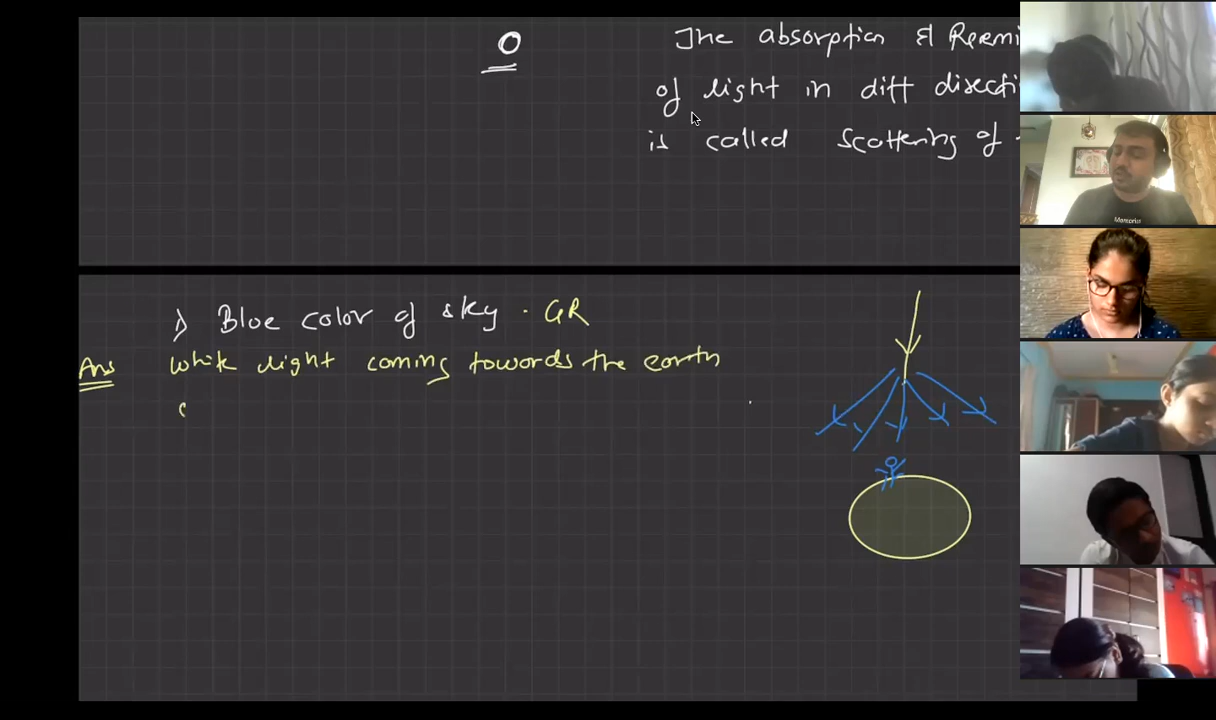 The absorption & Reemi
of light in diff directi
is called Scattering of
1) Blue color of sky . GR
Ans white light coming towards the earth